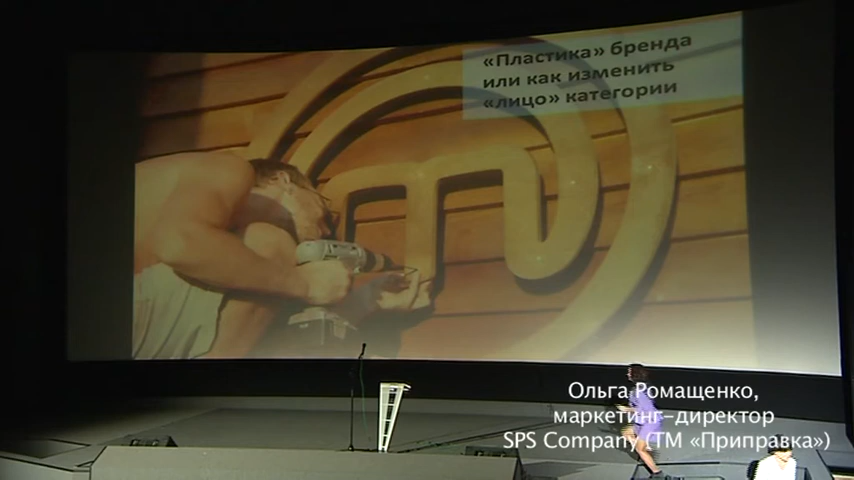 «Пластика» бренда
или как изменить
«лицо» категории
Ольга Ромащенко,
маркетинг-директор
SPS Company (ТМ «Приправка»)